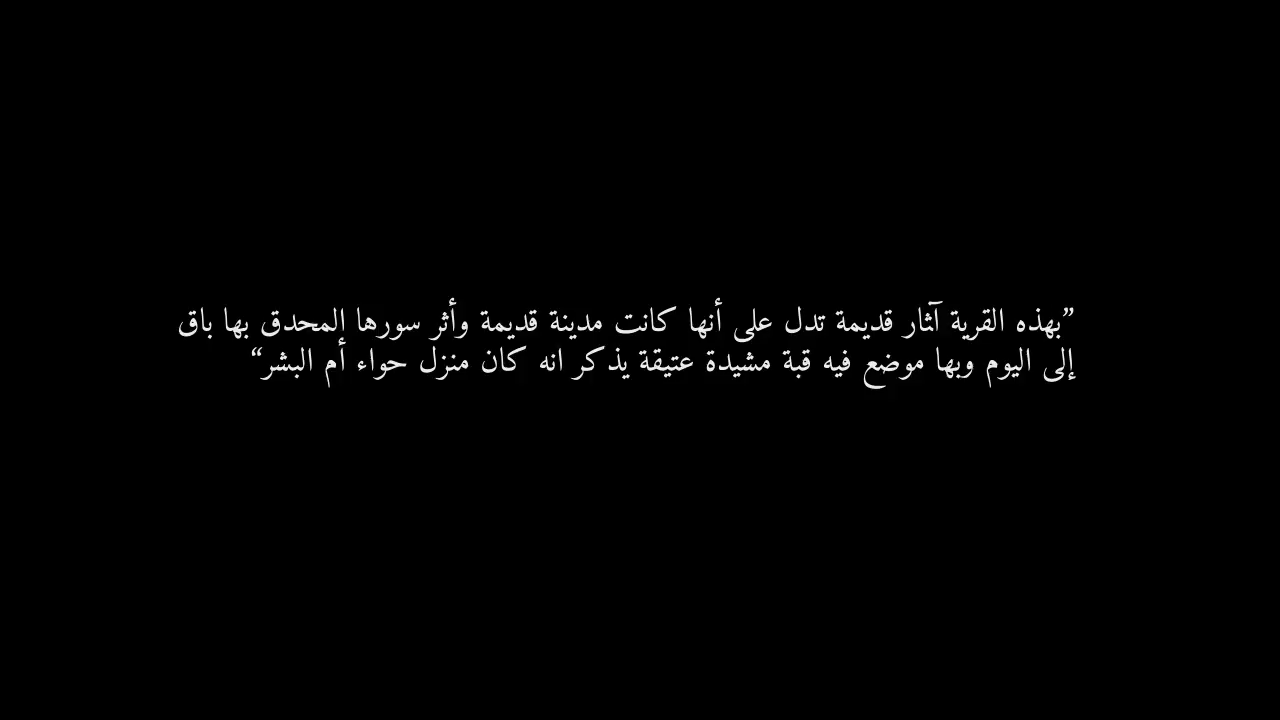 ”بهذه القرية آثار قديمة تدل على أنها كانت مدينة قديمة وأثر سورها المحدق بها باق
إلى اليوم وبها موضع فيه قبة مشيدة عتيقة يذكر انه كان منزل حواء أم البشر“